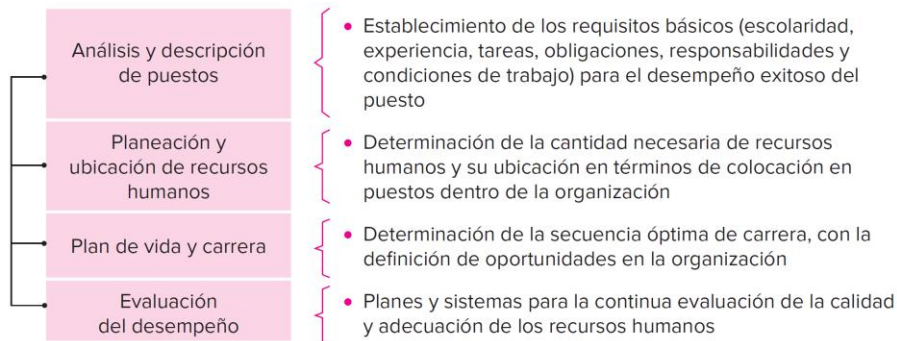 Análisis y descripción
de puestos
• Establecimiento de los requisitos básicos (escolaridad,
experiencia, tareas, obligaciones, responsabilidades y
condiciones de trabajo) para el desempeño exitoso del
puesto
Planeación y
ubicación de recursos
humanos
• Determinación de la cantidad necesaria de recursos
humanos y su ubicación en términos de colocación en
puestos dentro de la organización
Plan de vida y carrera
• Determinación de la secuencia óptima de carrera, con la
definición de oportunidades en la organización
Evaluación
del desempeño
• Planes y sistemas para la continua evaluación de la calidad
y adecuación de los recursos humanos